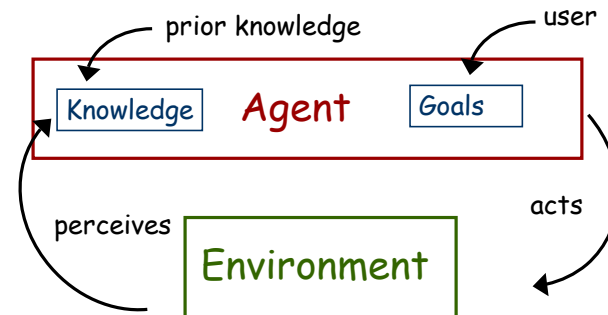 prior knowledge
user
Knowledge
Agent
Goals
perceives
acts
Environment